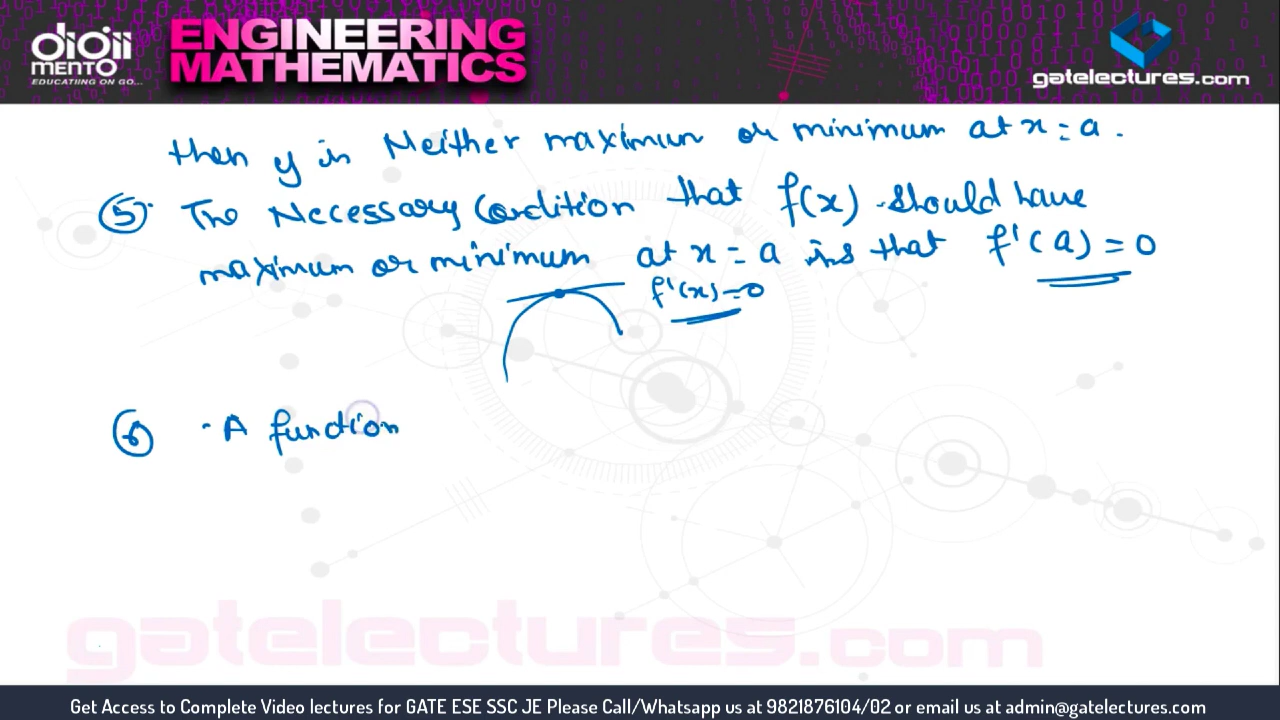 DIGII
MENTO
EDUCATIING ON GO...
ENGINEERING
MATHEMATICS
gatelectures.com
then y is Neither maximum or minimum at x = a.
(5). The Necessary Condition that f(x) should have
maximum or minimum at x = a is that f'(a) = 0
f'(x) = 0
(6) . A function
gatelectures.com
Get Access to Complete Video lectures for GATE ESE SSC JE Please Call/Whatsapp us at 9821876104/02 or email us at admin@gatelectures.com